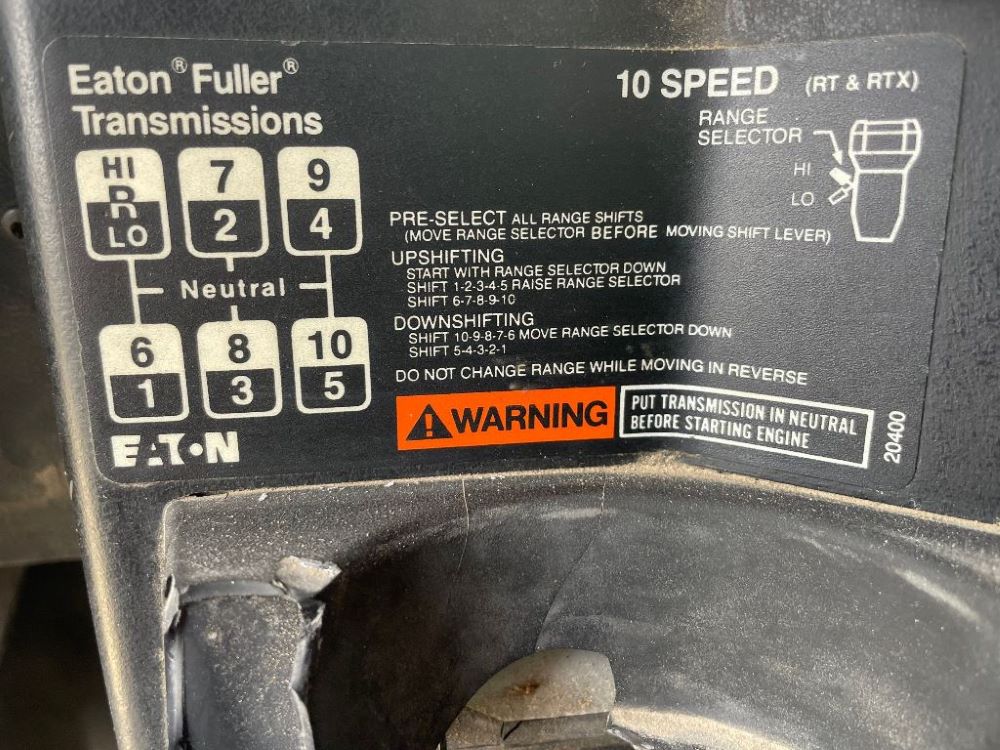 Eaton® Fuller®
Transmissions
10 SPEED (RT & RTX)
RANGE
SELECTOR
HI
LO
HI
R
LO
7
2
9
4
Neutral
6
1
8
3
10
5
PRE-SELECT ALL RANGE SHIFTS
(MOVE RANGE SELECTOR BEFORE MOVING SHIFT LEVER)
UPSHIFTING
START WITH RANGE SELECTOR DOWN
SHIFT 1-2-3-4-5 RAISE RANGE SELECTOR
SHIFT 6-7-8-9-10
DOWNSHIFTING
SHIFT 10-9-8-7-6 MOVE RANGE SELECTOR DOWN
SHIFT 5-4-3-2-1
DO NOT CHANGE RANGE WHILE MOVING IN REVERSE
WARNING
PUT TRANSMISSION IN NEUTRAL
BEFORE STARTING ENGINE
20400
EATON